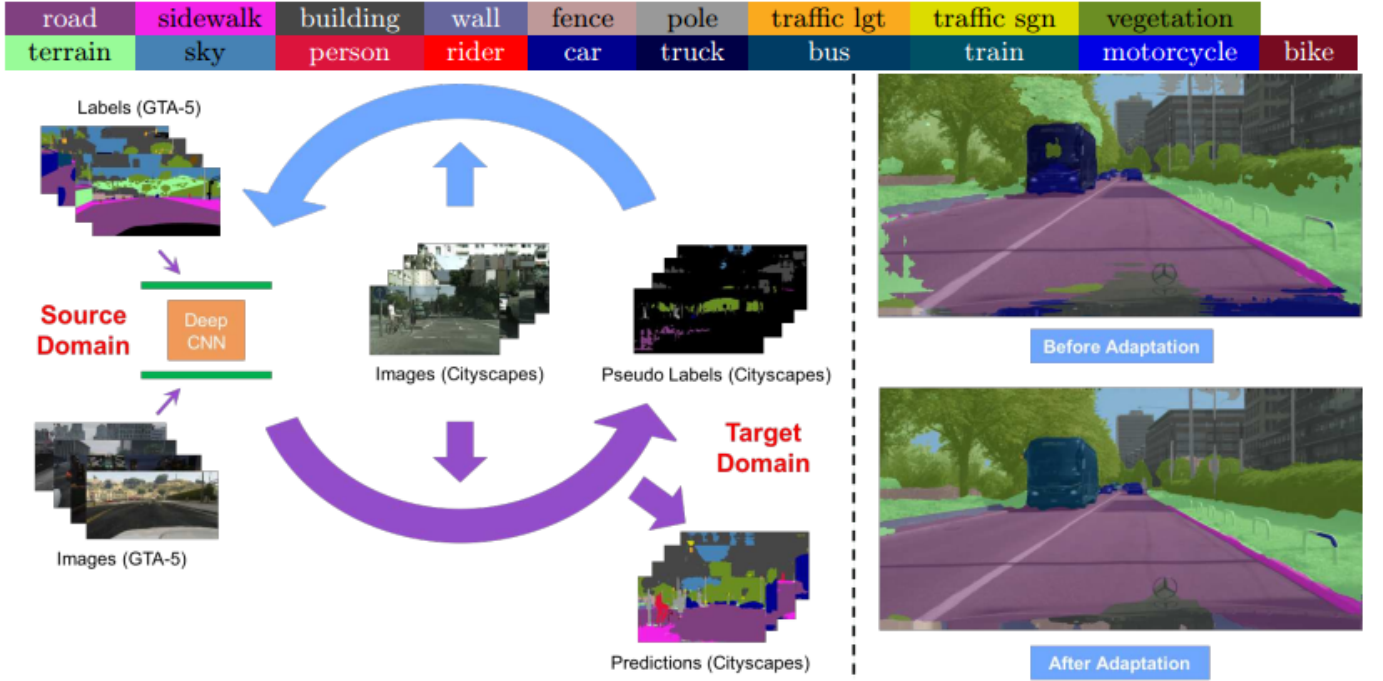 road sidewalk building wall fence pole traffic lgt traffic sgn vegetation
terrain sky person rider car truck bus train motorcycle bike
Labels (GTA-5)
Source
Domain
Deep
CNN
Images (GTA-5)
Images (Cityscapes)
Pseudo Labels (Cityscapes)
Target
Domain
Predictions (Cityscapes)
Before Adaptation
After Adaptation